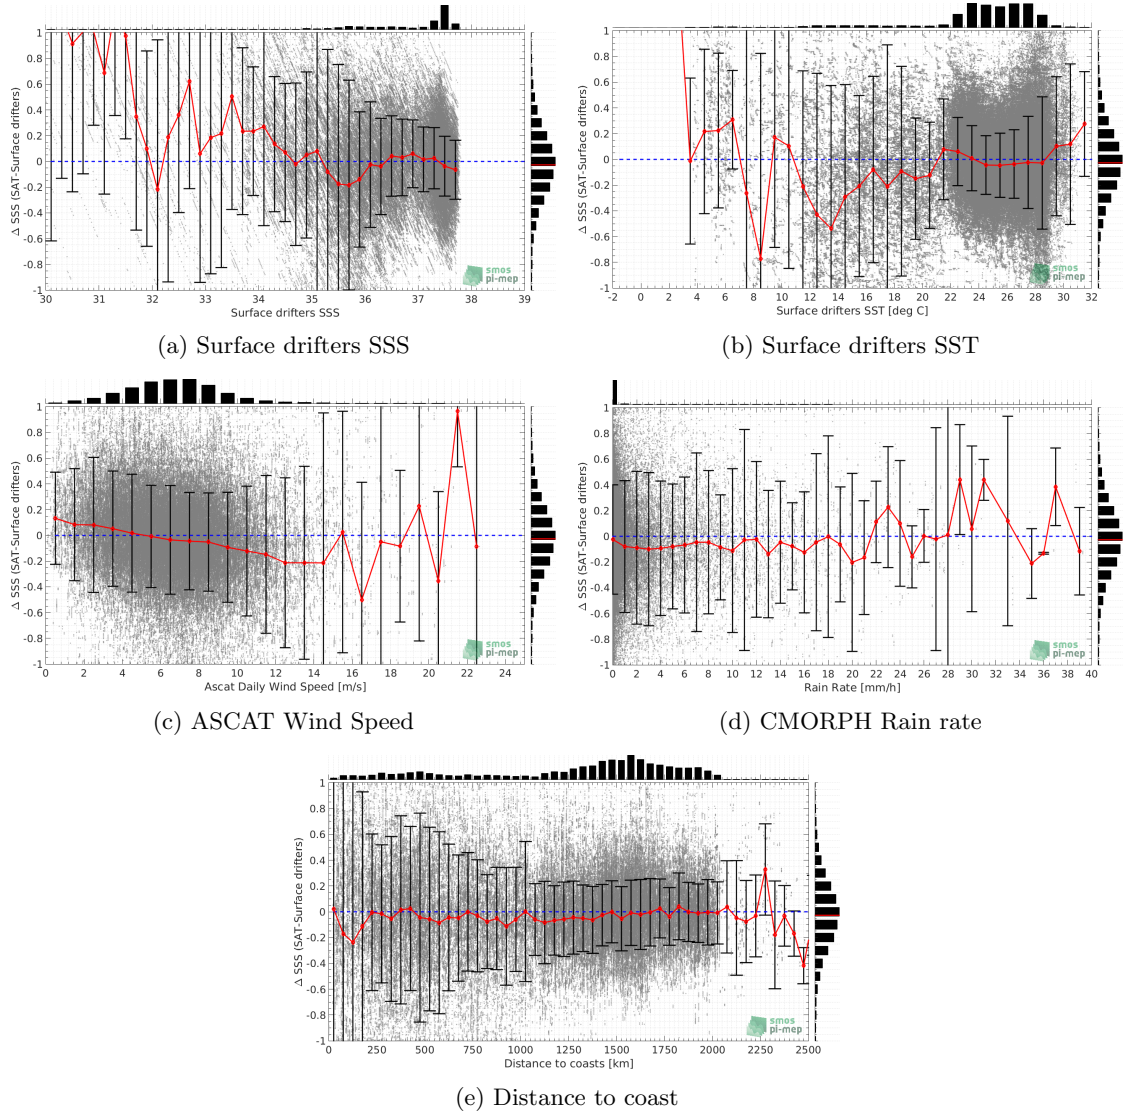 1
0.8
0.6
0.4
0.2
0
-0.2
-0.4
-0.6
-0.8
-1
Δ SSS (SAT-Surface drifters)
30 31 32 33 34 35 36 37 38 39
Surface drifters SSS
smos
pi-mep
(a) Surface drifters SSS
1
0.8
0.6
0.4
0.2
0
-0.2
-0.4
-0.6
-0.8
-1
Δ SSS (SAT-Surface drifters)
-2 0 2 4 6 8 10 12 14 16 18 20 22 24 26 28 30 32
Surface drifters SST [deg C]
smos
pi-mep
(b) Surface drifters SST
1
0.8
0.6
0.4
0.2
0
-0.2
-0.4
-0.6
-0.8
-1
Δ SSS (SAT-Surface drifters)
0 2 4 6 8 10 12 14 16 18 20 22 24
Ascat Daily Wind Speed [m/s]
smos
pi-mep
(c) ASCAT Wind Speed
1
0.8
0.6
0.4
0.2
0
-0.2
-0.4
-0.6
-0.8
-1
Δ SSS (SAT-Surface drifters)
0 2 4 6 8 10 12 14 16 18 20 22 24 26 28 30 32 34 36 38 40
Rain Rate [mm/h]
smos
pi-mep
(d) CMORPH Rain rate
1
0.8
0.6
0.4
0.2
0
-0.2
-0.4
-0.6
-0.8
-1
Δ SSS (SAT-Surface drifters)
0 250 500 750 1000 1250 1500 1750 2000 2250 2500
Distance to coasts [km]
smos
pi-mep
(e) Distance to coast